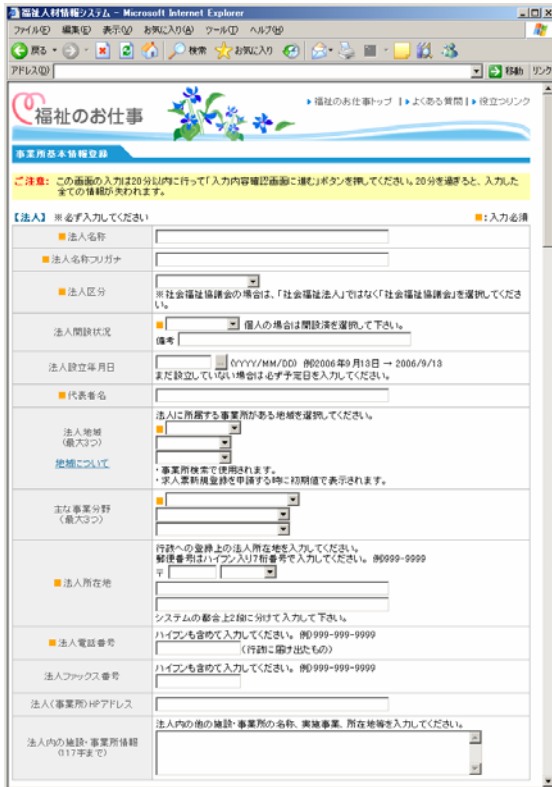 福祉人材情報システム - Microsoft Internet Explorer
ファイル(F) 編集(E) 表示(V) お気に入り(A) ツール(T) ヘルプ(H)
戻る 検索 お気に入り
アドレス(D) 移動 リンク
福祉のお仕事
福祉のお仕事トップ | よくある質問 | 役立つリンク
事業所基本情報登録
ご注意: この画面の入力は20分以内に行って「入力内容確認画面に進む」ボタンを押してください。20分を過ぎると、入力した
全ての情報が失われます。
【法人】 ※必ず入力してください ■:入力必須
■法人名称
■法人名称フリガナ
■法人区分
※社会福祉協議会の場合は、「社会福祉法人」ではなく「社会福祉協議会」を選択してくださ
い。
法人開設状況
■ 個人の場合は開設済を選択して下さい。
備考
法人設立年月日
(YYYY/MM/DD) 例)2006年9月13日 → 2006/9/13
まだ設立していない場合は必ず予定日を入力してください。
■代表者名
法人地域
(最大3つ)
地域について
法人に所属する事業所がある地域を選択してください。
■
・事業所検索で使用されます。
・求人票新規登録を申請する時に初期値で表示されます。
主な事業分野
(最大3つ)
■
■法人所在地
行政への登録上の法人所在地を入力してください。
郵便番号はハイフン入り7桁番号で入力してください。例)999-9999
〒
システムの都合上2段に分けて入力して下さい。
■法人電話番号
ハイフンも含めて入力してください。例)999-999-9999
(行政に届け出たもの)
法人ファックス番号
ハイフンも含めて入力してください。例)999-999-9999
法人(事業所)HPアドレス
法人内の施設・事業所情報
(117字まで)
法人内の他の施設・事業所の名称、実施事業、所在地等を入力してください。